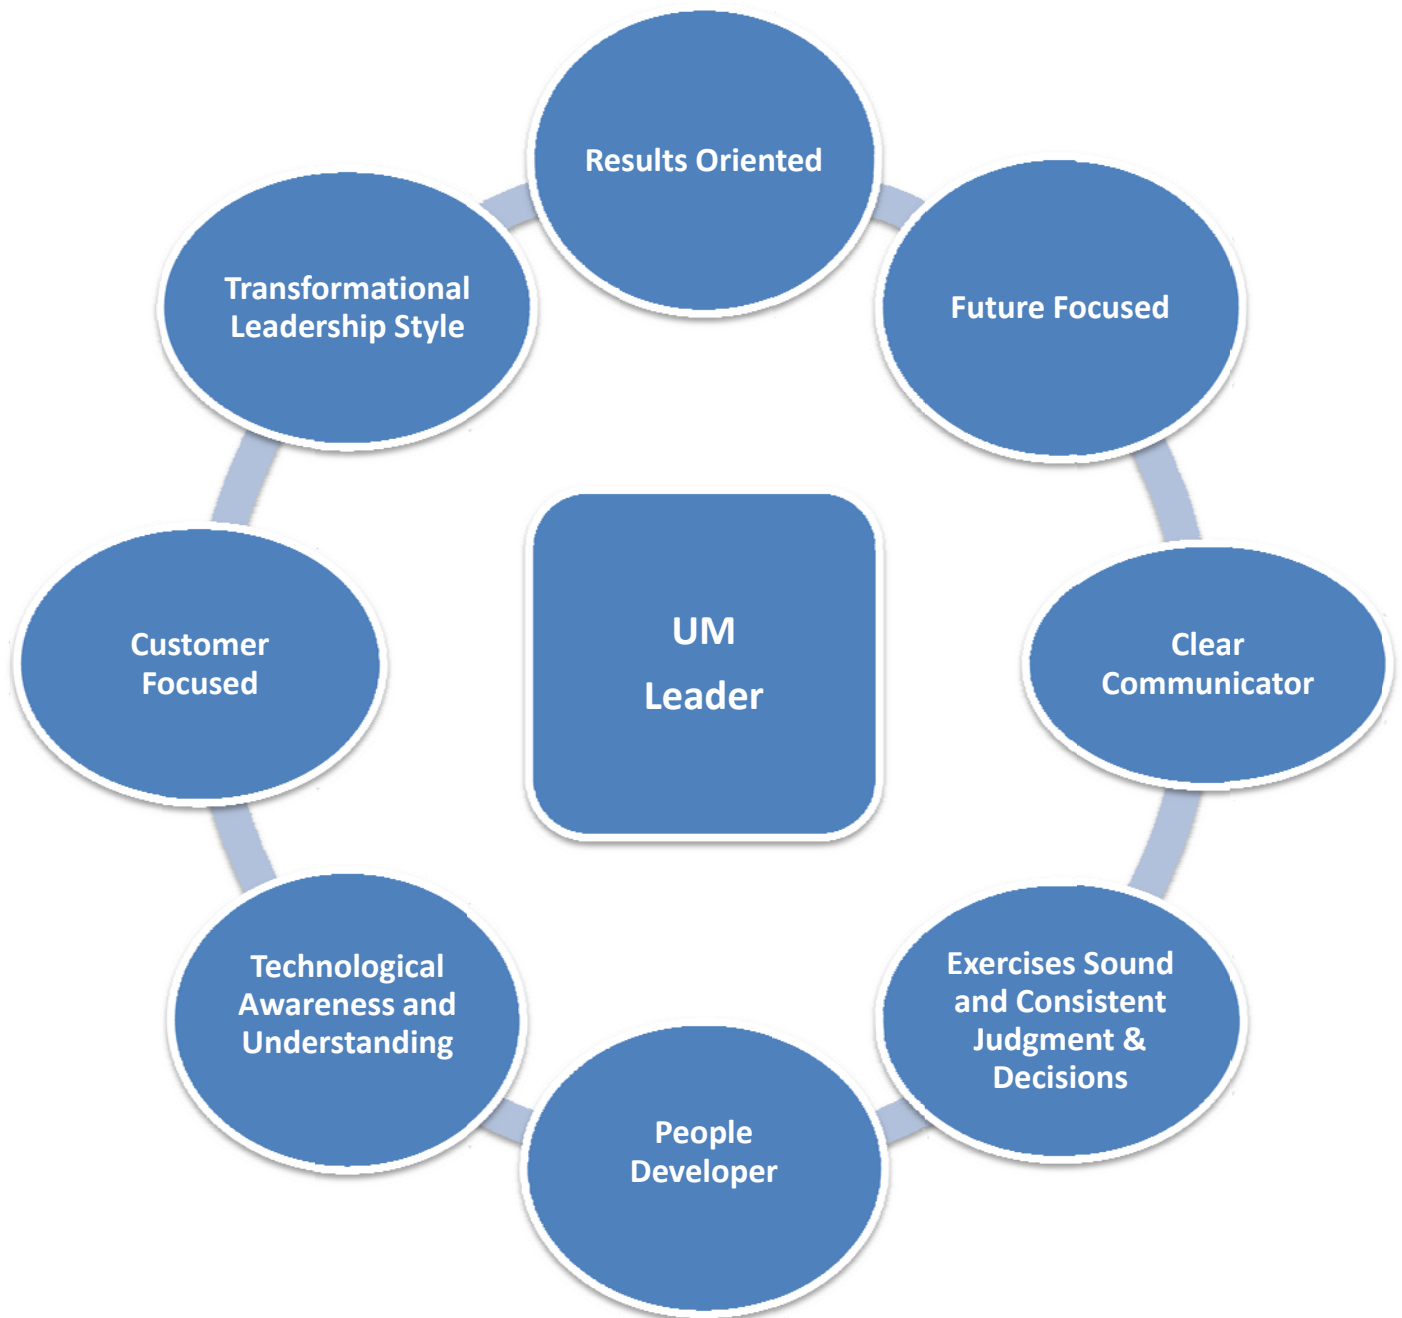 Results Oriented
Future Focused
Clear
Communicator
Exercises Sound
and Consistent
Judgment &
Decisions
People
Developer
Technological
Awareness and
Understanding
Customer
Focused
Transformational
Leadership Style
UM
Leader